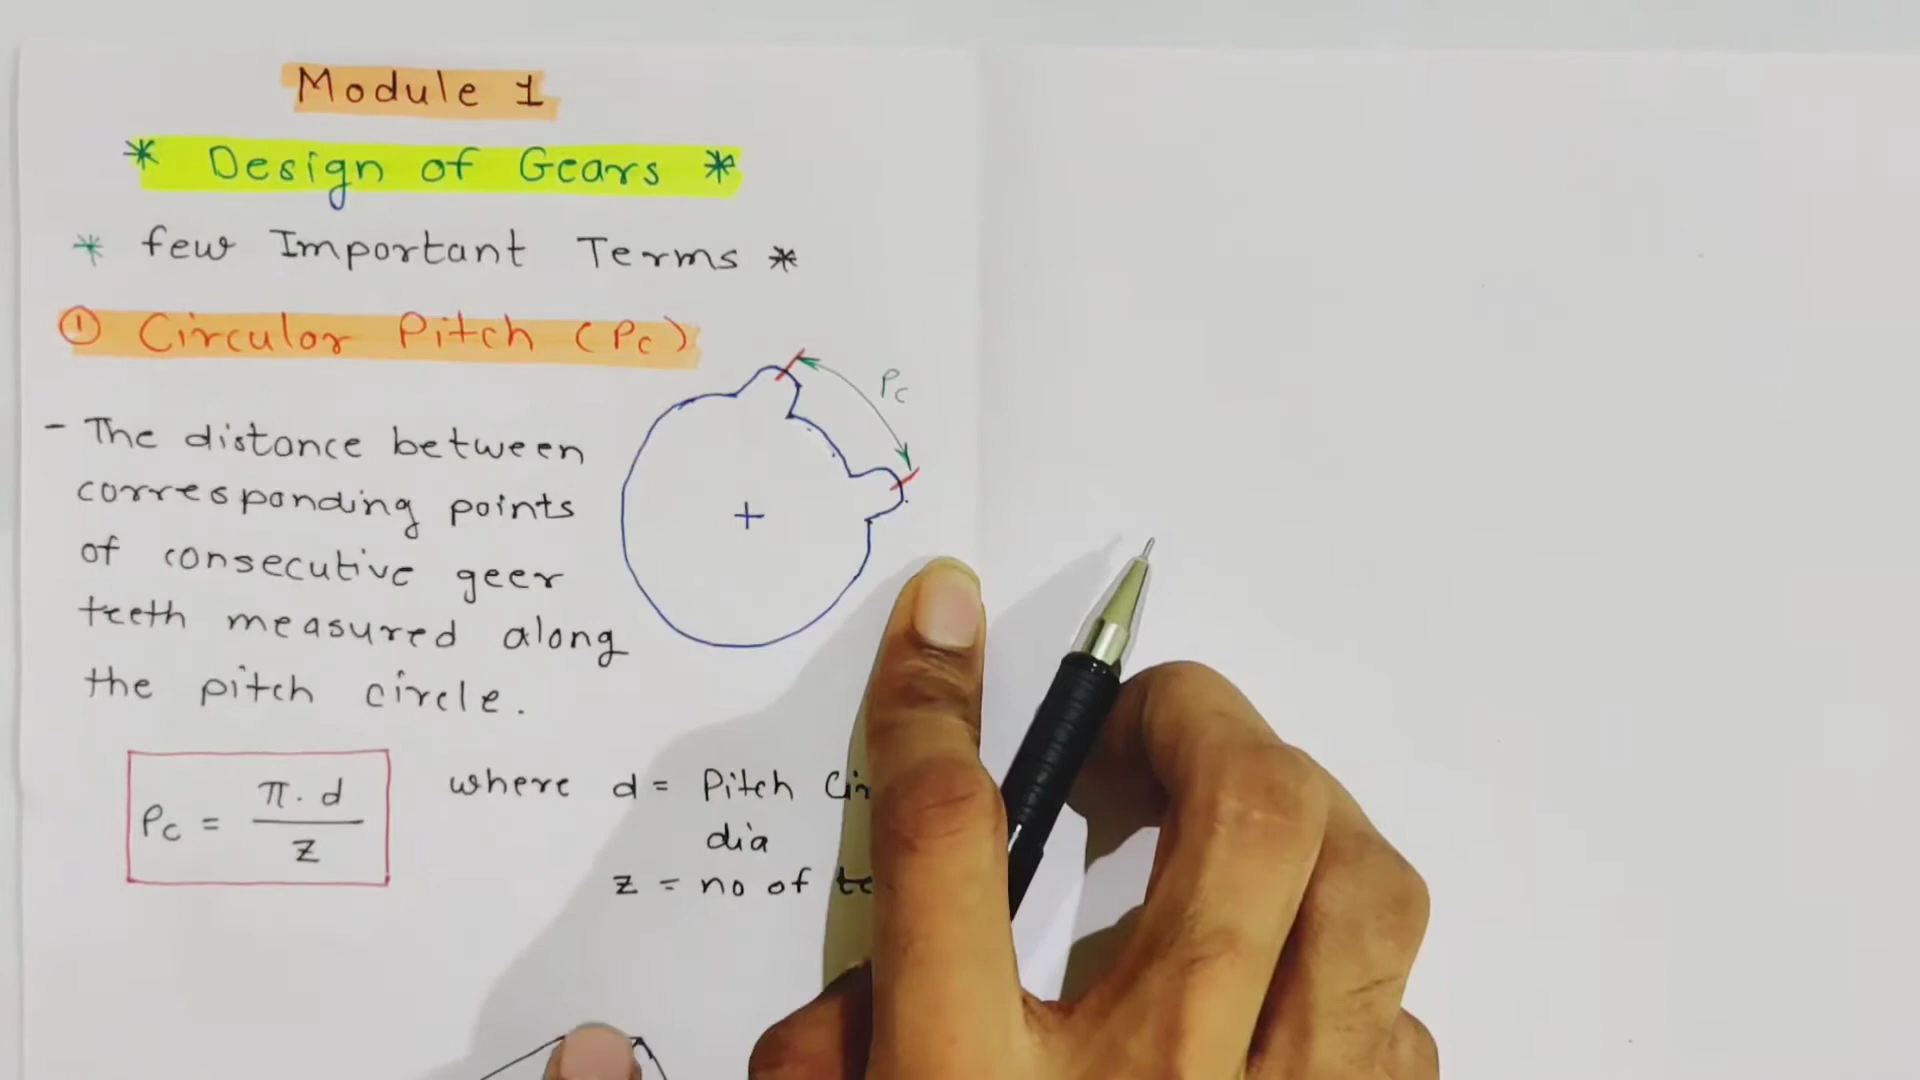 Module 1
* Design of Gears *
* few Important Terms *
① Circular Pitch (Pc)
Pc
- The distance between
corresponding points
of consecutive geer
teeth measured along
the pitch circle.
Pc = π. d / z
where d = Pitch
dia
z = no of